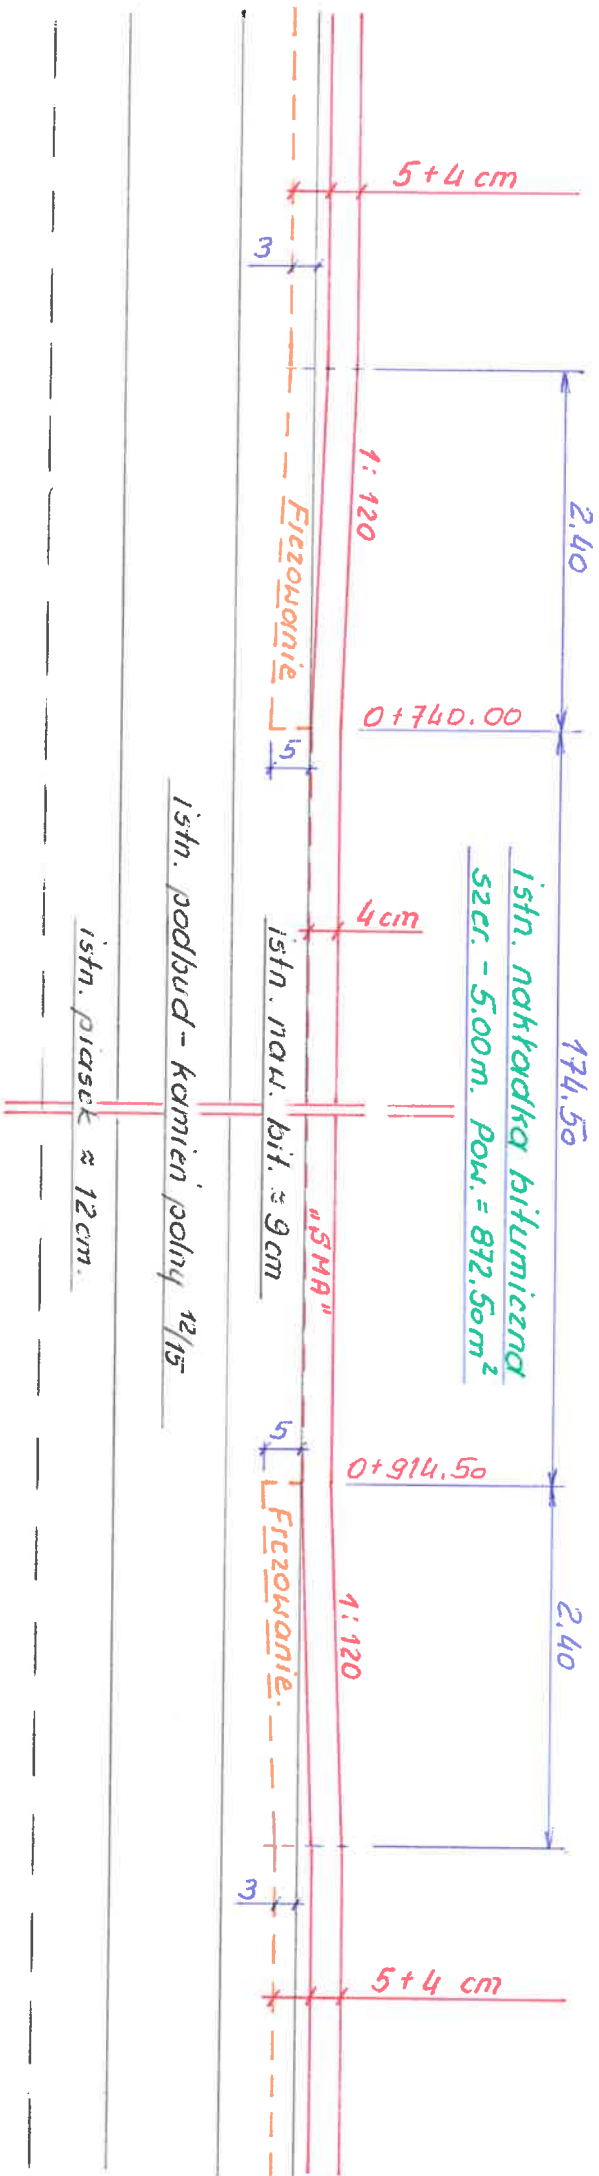 2,40
174,50
2,40
istn. nakładka bitumiczna
szer. - 5,00m. Pow. = 872,50m²
5+4 cm
0+740.00
4cm
0+914.50
5+4 cm
1:120
1:120
"SMA"
3
Frezowanie
5
5
Frezowanie.
3
istn. naw. bit. ≈ 9cm
istn. podbud - kamień polny 12/15
istn. piasek ≈ 12cm.